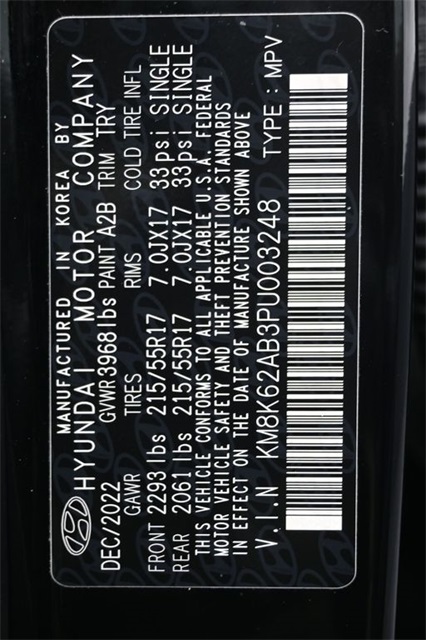 MANUFACTURED IN KOREA BY
HYUNDAI MOTOR COMPANY
DEC/2022 GVWR 3968 lbs PAINT A2B TRIM TRY
GAWR TIRES RIMS COLD TIRE INFL
FRONT 2293 lbs 215/55R17 7.0JX17 33psi SINGLE
REAR 2061 lbs 215/55R17 7.0JX17 33psi SINGLE
THIS VEHICLE CONFORMS TO ALL APPLICABLE U.S.A. FEDERAL
MOTOR VEHICLE SAFETY AND THEFT PREVENTION STANDARDS
IN EFFECT ON THE DATE OF MANUFACTURE SHOWN ABOVE
V.I.N KM8K62AB3PU003248 TYPE : MPV